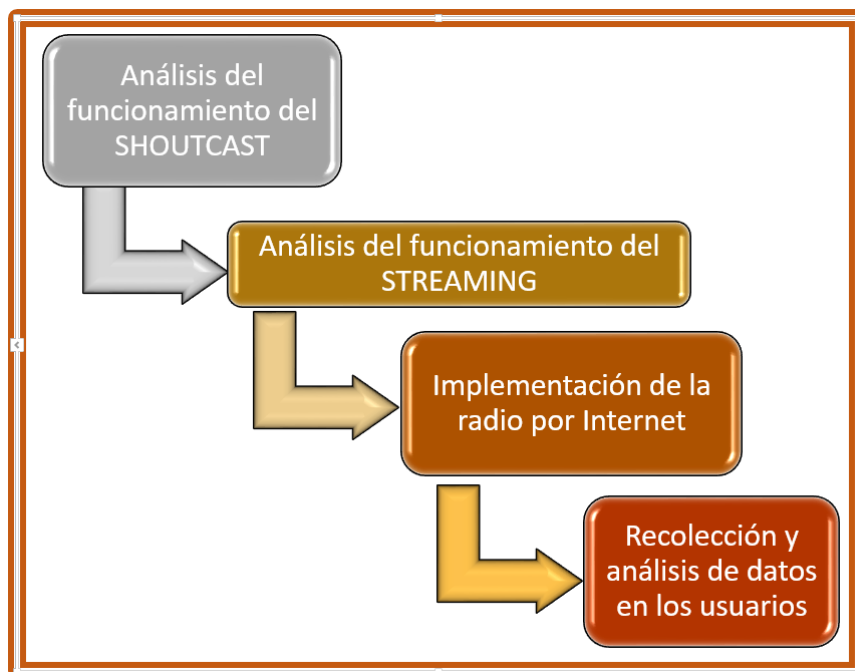 Análisis del
funcionamiento del
SHOUTCAST
Análisis del funcionamiento del
STREAMING
Implementación de la
radio por Internet
Recolección y
análisis de datos
en los usuarios